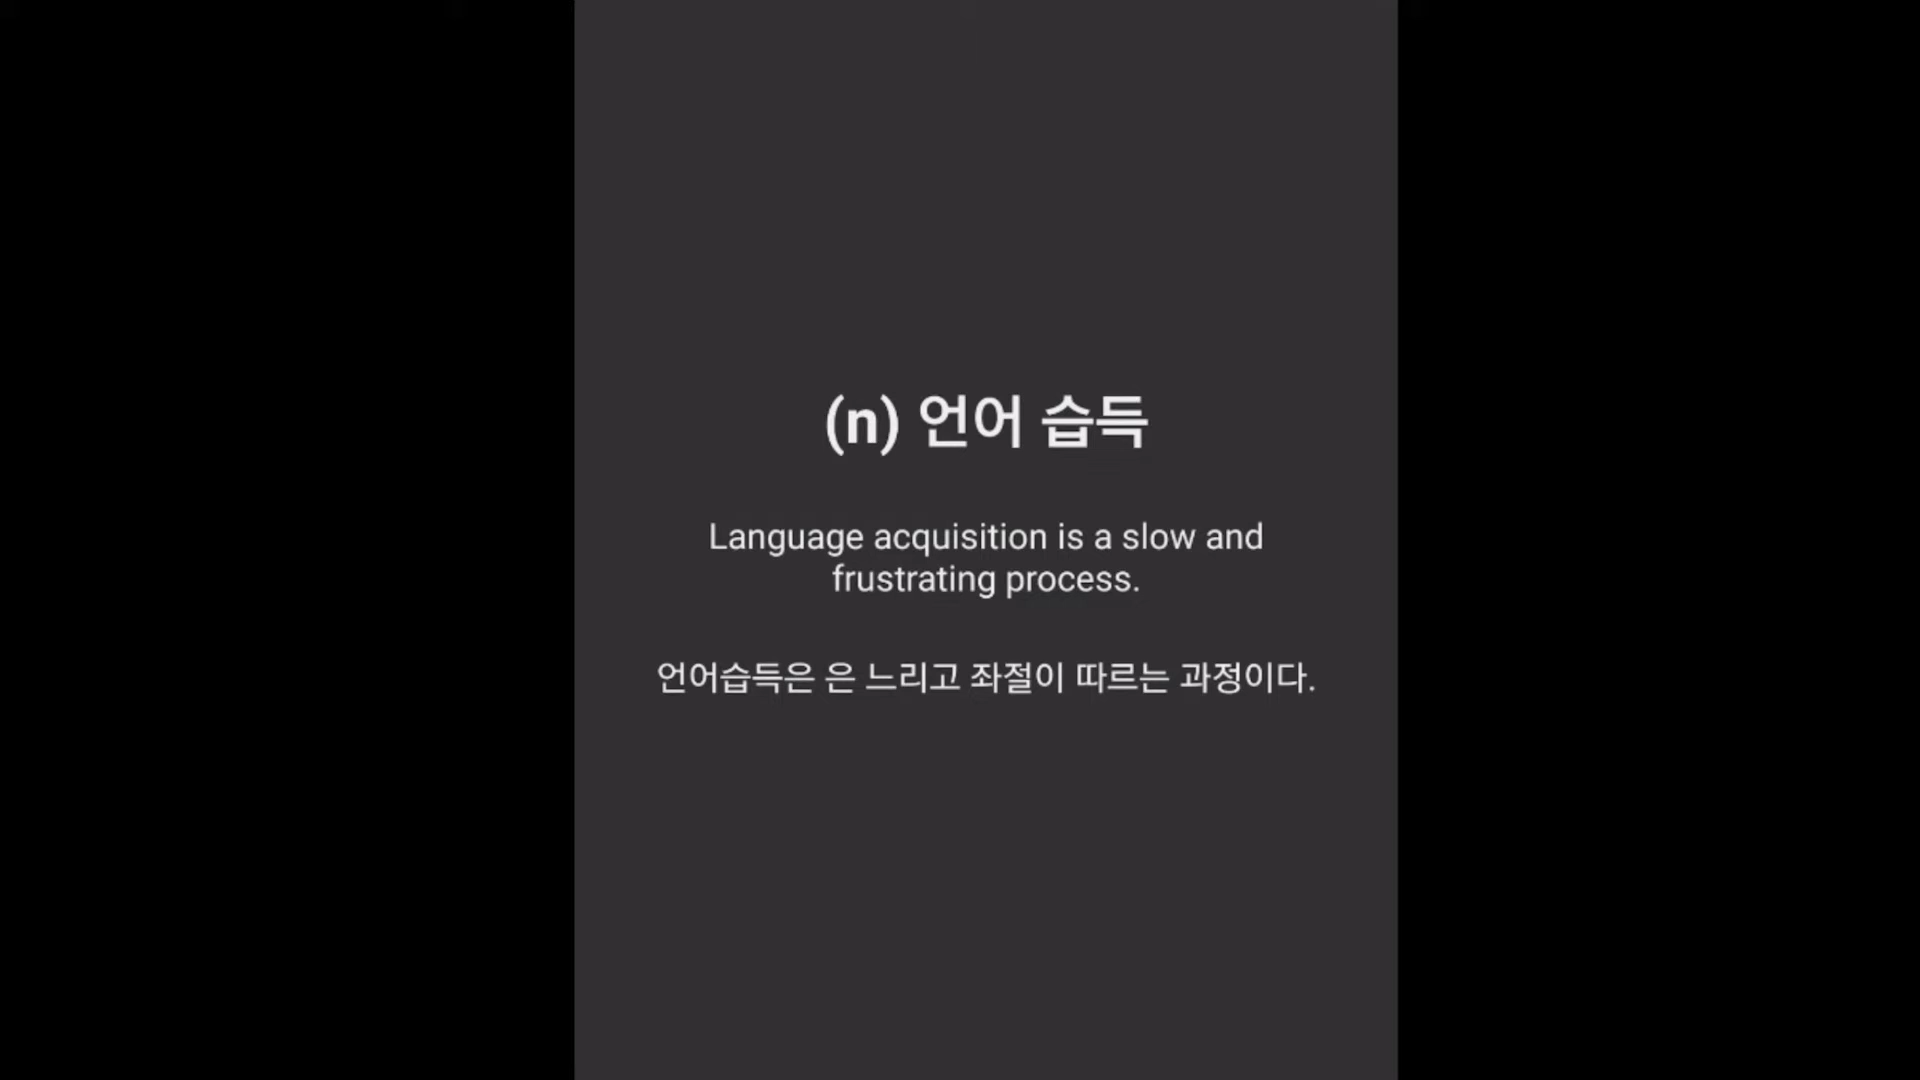 (n) 언어 습득
Language acquisition is a slow and
frustrating process.
언어습득은 은 느리고 좌절이 따르는 과정이다.